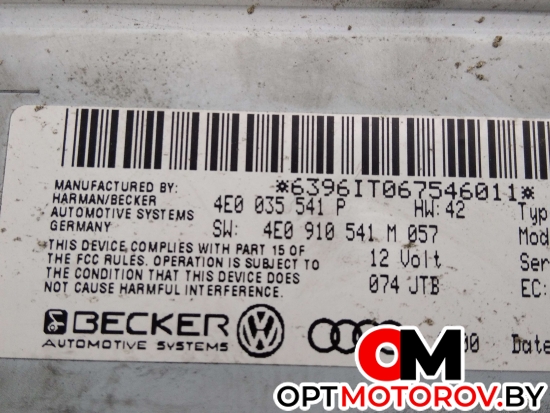 *6396IT067546011*
MANUFACTURED BY:
HARMAN/BECKER
AUTOMOTIVE SYSTEMS
GERMANY
4E0 035 541 P HW: 42 Typ
SW: 4E0 910 541 M 057 Mod
THIS DEVICE COMPLIES WITH PART 15 OF
THE FCC RULES. OPERATION IS SUBJECT TO
THE CONDITION THAT THIS DEVICE DOES
NOT CAUSE HARMFUL INTERFERENCE.
12 Volt Ser
074 JTB EC:
BECKER
AUTOMOTIVE SYSTEMS
00 Date
OM
OPTMOTOROV.BY